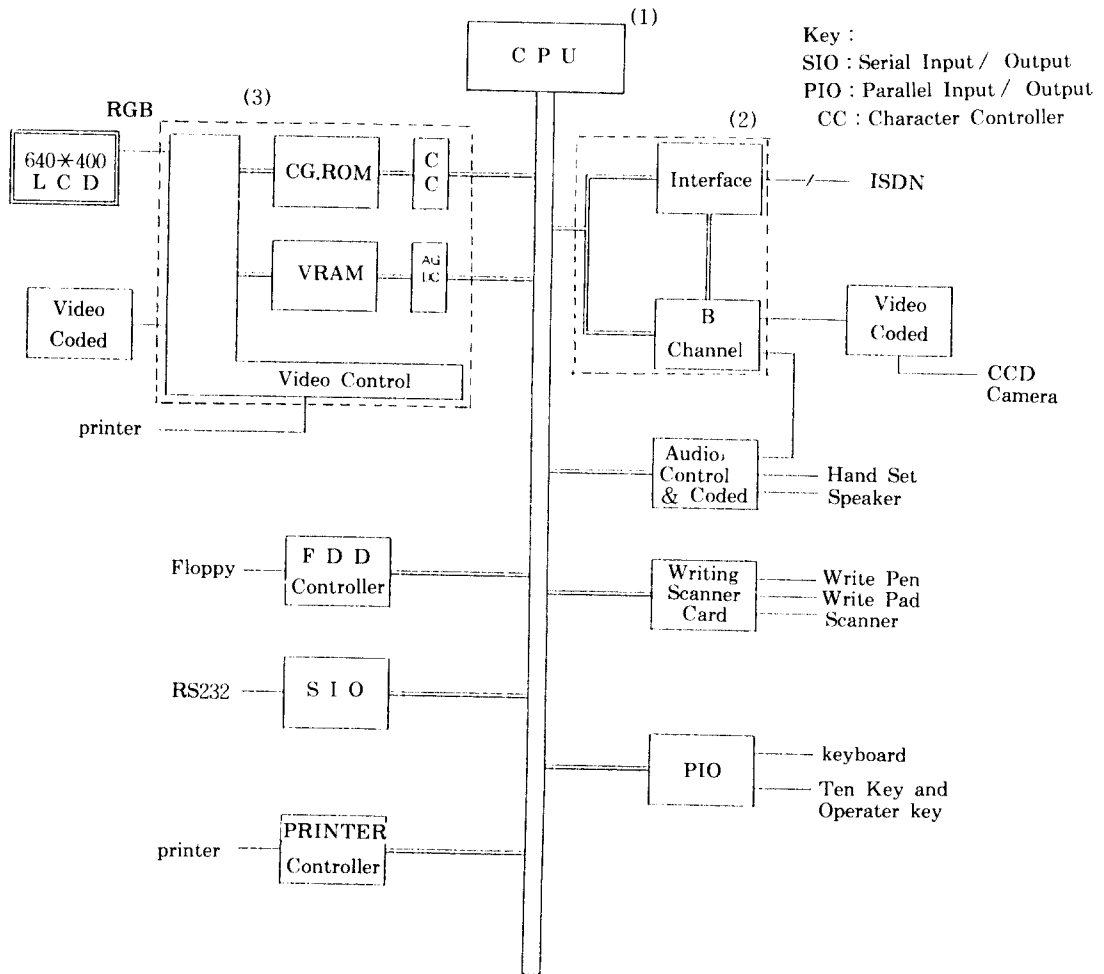 (1)
C P U
Key :
SIO : Serial Input / Output
PIO : Parallel Input / Output
CC : Character Controller
RGB
(3)
640*400
L C D
CG.ROM
C
C
VRAM
AG
DC
Video
Coded
Video Control
printer
(2)
Interface
ISDN
B
Channel
Video
Coded
CCD
Camera
Audio,
Control
& Coded
Hand Set
Speaker
Floppy
F D D
Controller
Writing
Scanner
Card
Write Pen
Write Pad
Scanner
RS232
S I O
PIO
keyboard
Ten Key and
Operater key
printer
PRINTER
Controller